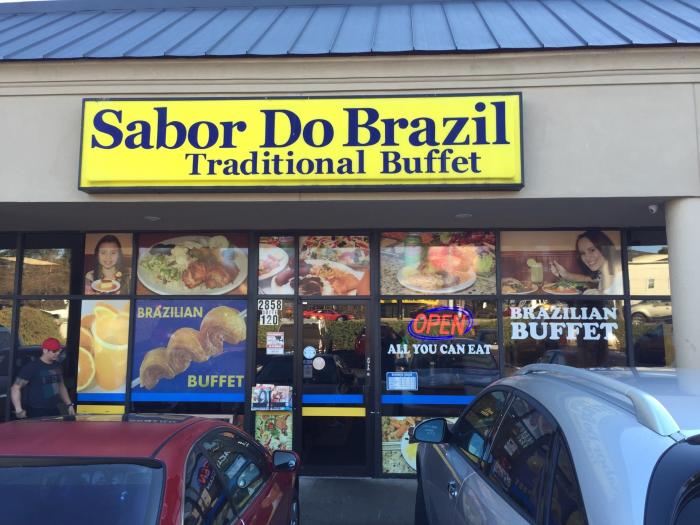 Sabor Do Brazil
Traditional Buffet
BRAZILIAN
BUFFET
2858
120
OPEN
ALL YOU CAN EAT
BRAZILIAN
BUFFET